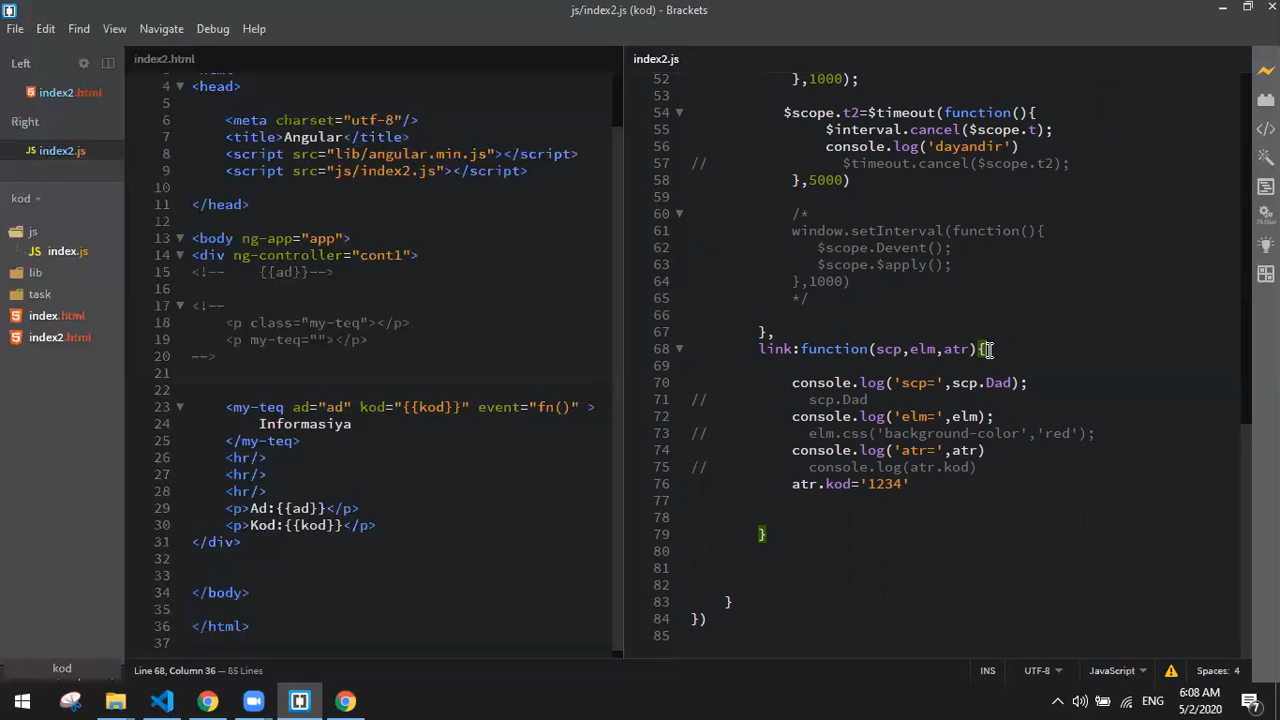 js/index2.js (kod) - Brackets
File Edit Find View Navigate Debug Help
Left
index2.html
Right
index2.js
kod
js
JS index.js
lib
task
index.html
index2.html
index2.html
4 <head>
5
6 <meta charset="utf-8"/>
7 <title>Angular</title>
8 <script src="lib/angular.min.js"></script>
9 <script src="js/index2.js"></script>
10
11 </head>
12
13 <body ng-app="app">
14 <div ng-controller="cont1">
15 <!-- {{ad}}-->
16
17 <!--
18 <p class="my-teq"></p>
19 <p my-teq=""></p>
20 -->
21
22
23 <my-teq ad="ad" kod="{{kod}}" event="fn()" >
24 Informasiya
25 </my-teq>
26 <hr/>
27 <hr/>
28 <hr/>
29 <p>Ad:{{ad}}</p>
30 <p>Kod:{{kod}}</p>
31 </div>
32
33
34 </body>
35
36 </html>
37
index2.js
52 },1000);
53
54 $scope.t2=$timeout(function(){
55 $interval.cancel($scope.t);
56 console.log('dayandir')
57 // $timeout.cancel($scope.t2);
58 },5000)
59
60 /*
61 window.setInterval(function(){
62 $scope.Devent();
63 $scope.$apply();
64 },1000)
65 */
66
67 },
68 link:function(scp,elm,atr){
69
70 console.log('scp=',scp.Dad);
71 // scp.Dad
72 console.log('elm=',elm);
73 // elm.css('background-color','red');
74 console.log('atr=',atr)
75 // console.log(atr.kod)
76 atr.kod='1234'
77
78
79 }
80
81
82
83 }
84 })
85
kod
Line 68, Column 36 — 85 Lines
INS UTF-8 JavaScript Spaces: 4
ENG
6:08 AM
5/2/2020
7